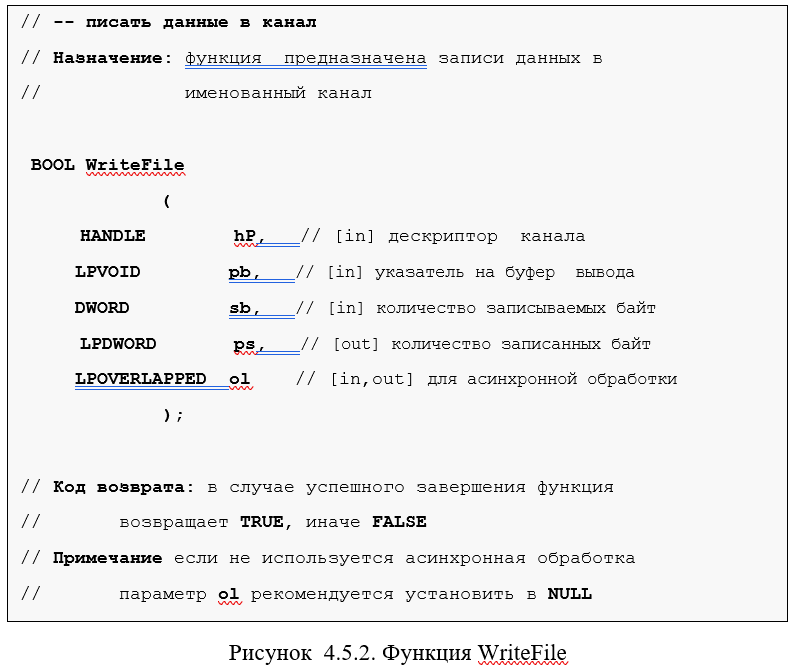 // -- писать данные в канал
// Назначение: функция предназначена записи данных в
// именованный канал
BOOL WriteFile
(
HANDLE hP, // [in] дескриптор канала
LPVOID pb, // [in] указатель на буфер вывода
DWORD sb, // [in] количество записываемых байт
LPDWORD ps, // [out] количество записанных байт
LPOVERLAPPED ol // [in,out] для асинхронной обработки
);
// Код возврата: в случае успешного завершения функция
// возвращает TRUE, иначе FALSE
// Примечание если не используется асинхронная обработка
// параметр ol рекомендуется установить в NULL
Рисунок 4.5.2. Функция WriteFile